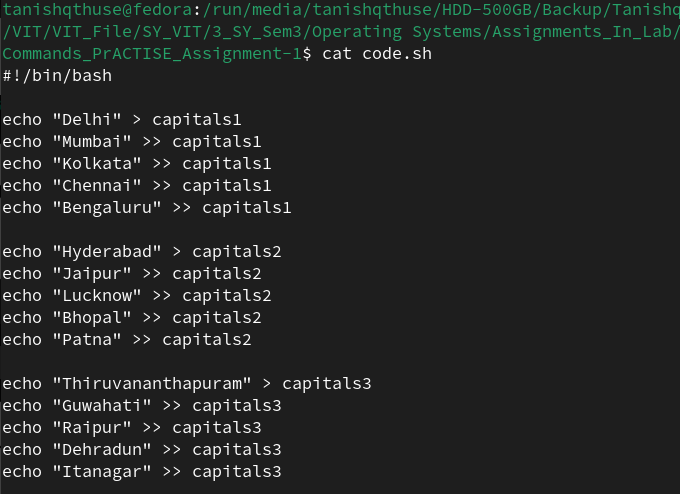 tanishqthuse@fedora:/run/media/tanishqthuse/HDD-500GB/Backup/Tanishq
/VIT/VIT_File/SY_VIT/3_SY_Sem3/Operating Systems/Assignments_In_Lab/
Commands_PrACTISE_Assignment-1$ cat code.sh
#!/bin/bash
echo "Delhi" > capitals1
echo "Mumbai" >> capitals1
echo "Kolkata" >> capitals1
echo "Chennai" >> capitals1
echo "Bengaluru" >> capitals1
echo "Hyderabad" > capitals2
echo "Jaipur" >> capitals2
echo "Lucknow" >> capitals2
echo "Bhopal" >> capitals2
echo "Patna" >> capitals2
echo "Thiruvananthapuram" > capitals3
echo "Guwahati" >> capitals3
echo "Raipur" >> capitals3
echo "Dehradun" >> capitals3
echo "Itanagar" >> capitals3